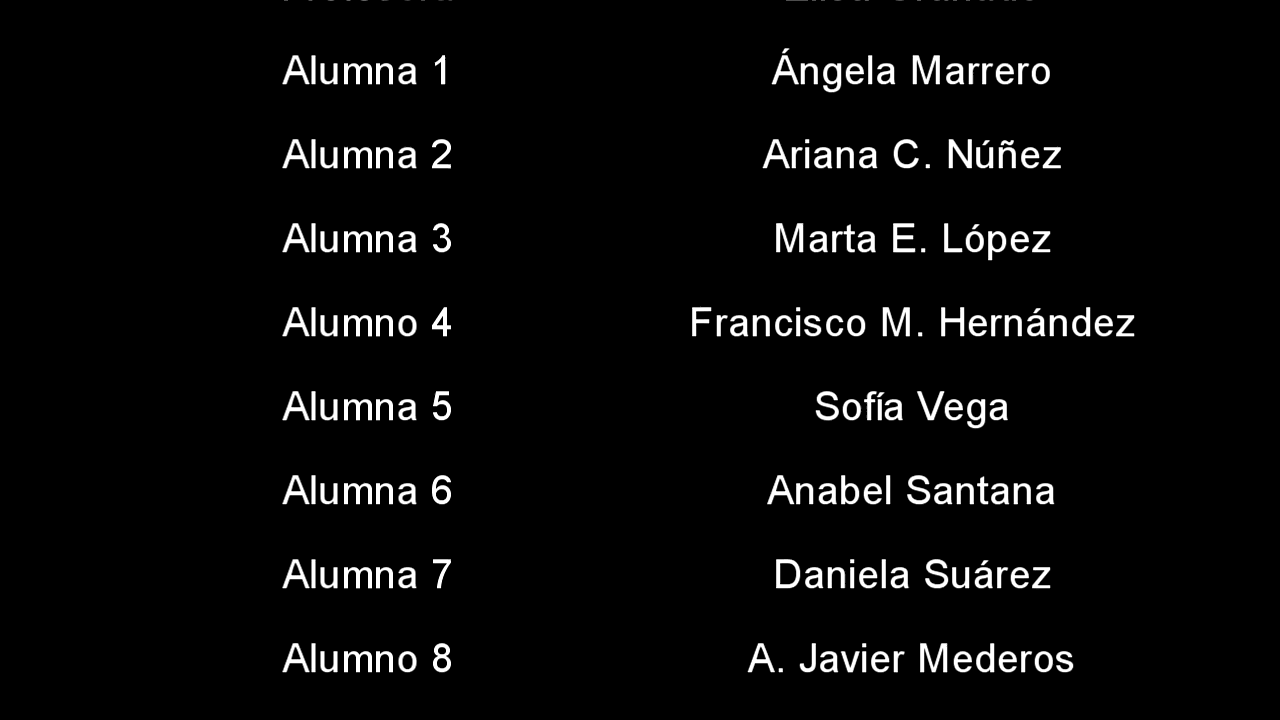 Alumna 1 Ángela Marrero
Alumna 2 Ariana C. Núñez
Alumna 3 Marta E. López
Alumno 4 Francisco M. Hernández
Alumna 5 Sofía Vega
Alumna 6 Anabel Santana
Alumna 7 Daniela Suárez
Alumno 8 A. Javier Mederos